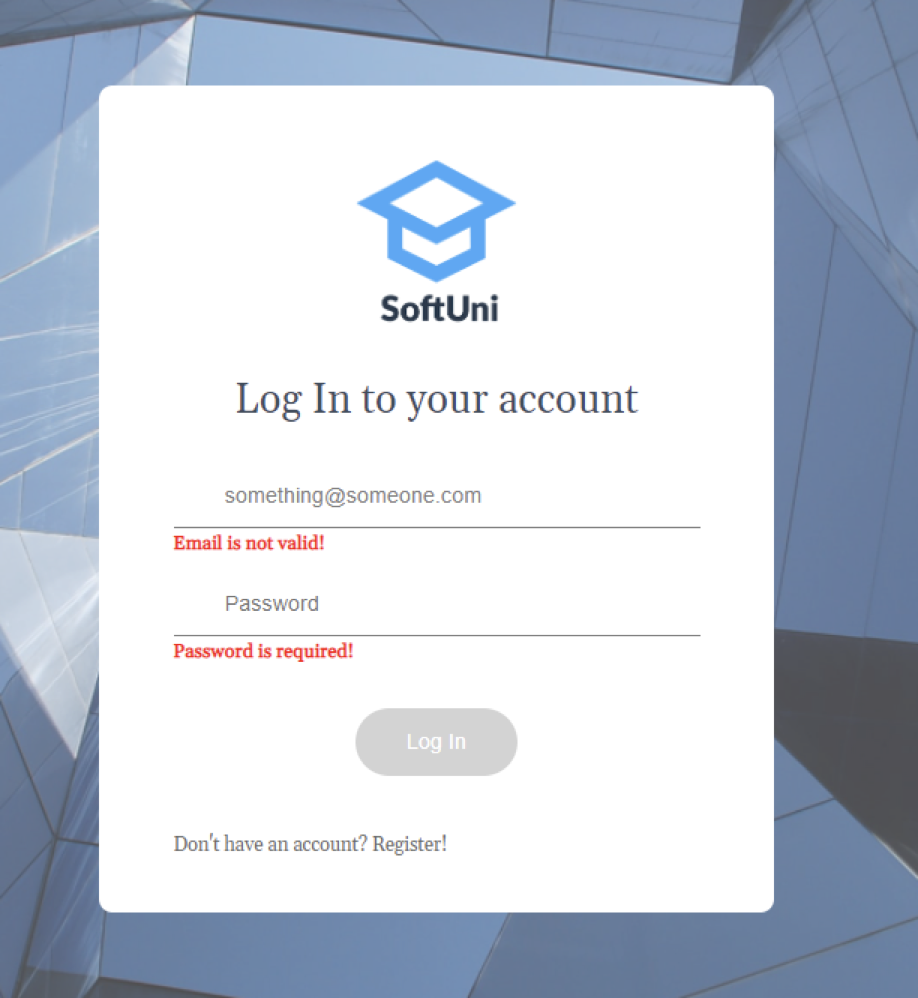 SoftUni
Log In to your account
something@someone.com
Email is not valid!
Password
Password is required!
Log In
Don't have an account? Register!